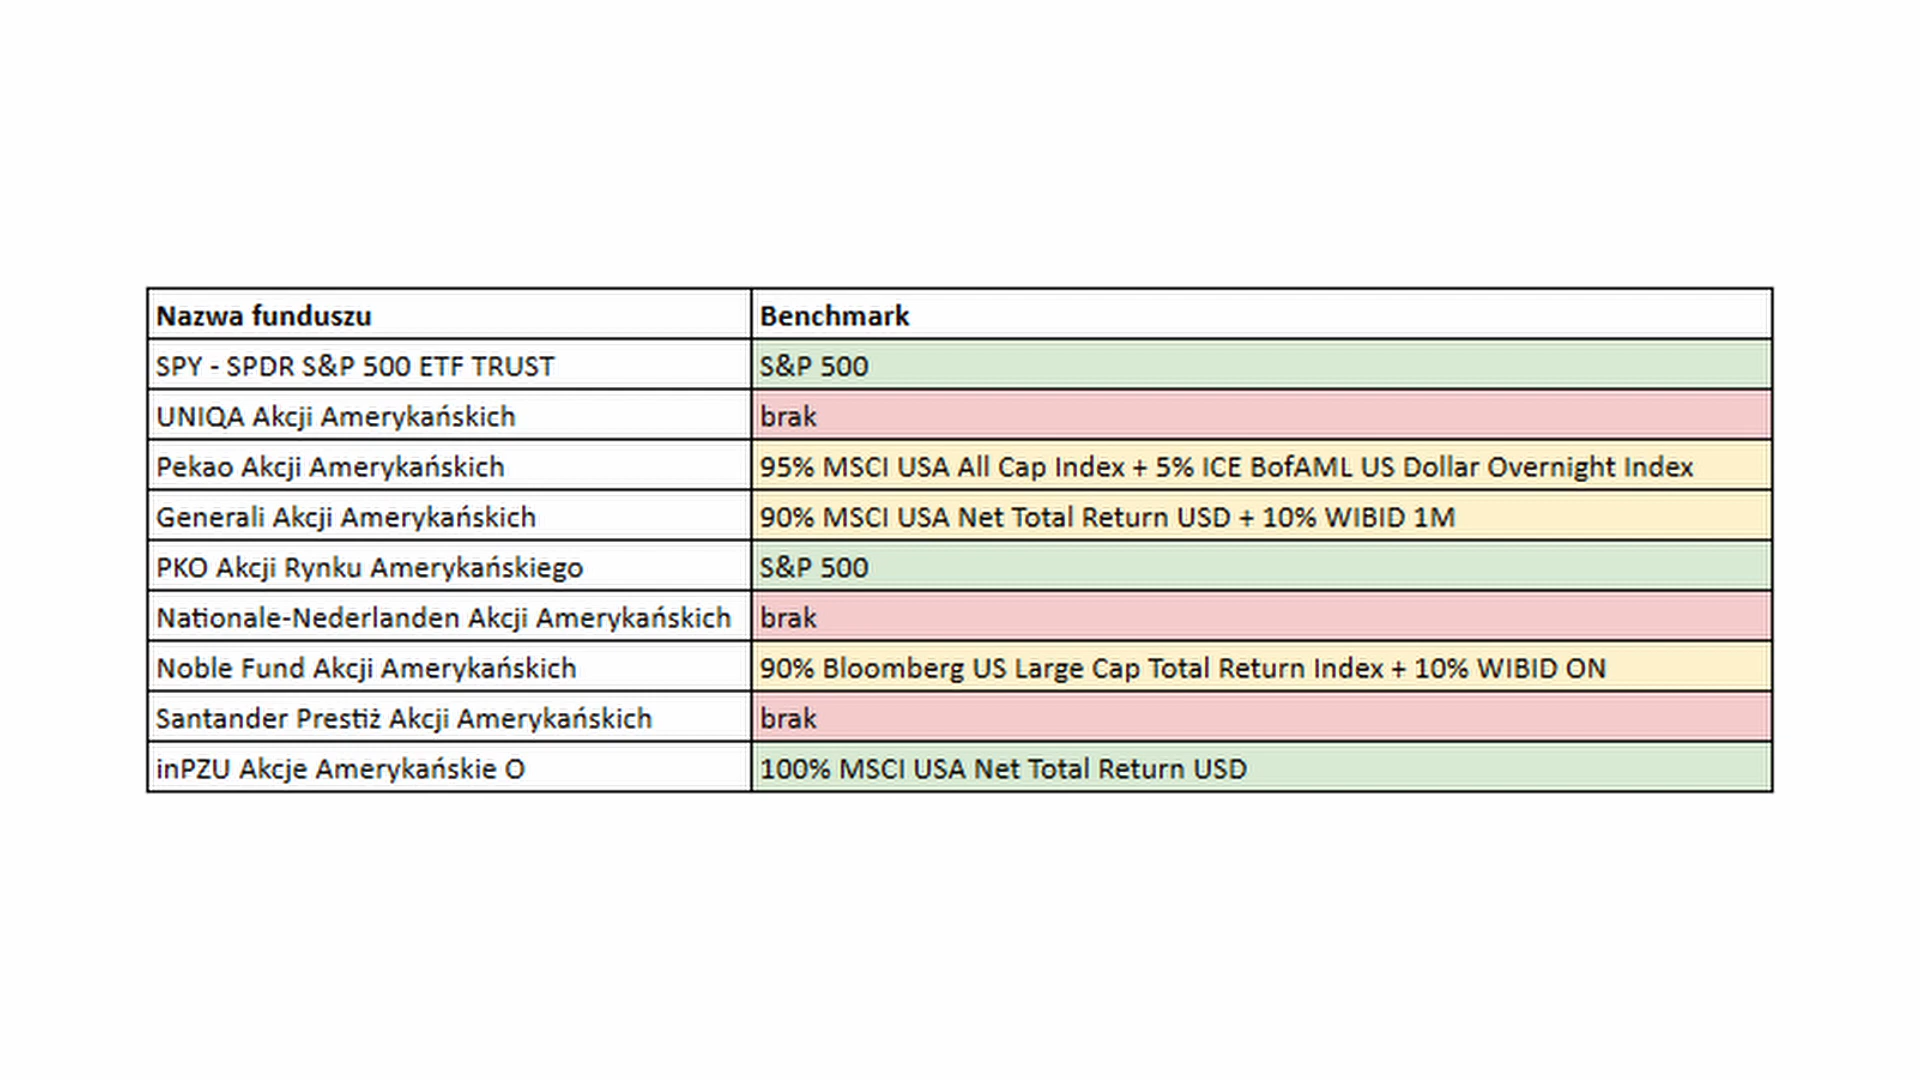 Nazwa funduszu Benchmark
SPY - SPDR S&P 500 ETF TRUST S&P 500
UNIQA Akcji Amerykańskich brak
Pekao Akcji Amerykańskich 95% MSCI USA All Cap Index + 5% ICE BofAML US Dollar Overnight Index
Generali Akcji Amerykańskich 90% MSCI USA Net Total Return USD + 10% WIBID 1M
PKO Akcji Rynku Amerykańskiego S&P 500
Nationale-Nederlanden Akcji Amerykańskich brak
Noble Fund Akcji Amerykańskich 90% Bloomberg US Large Cap Total Return Index + 10% WIBID ON
Santander Prestiż Akcji Amerykańskich brak
inPZU Akcje Amerykańskie O 100% MSCI USA Net Total Return USD